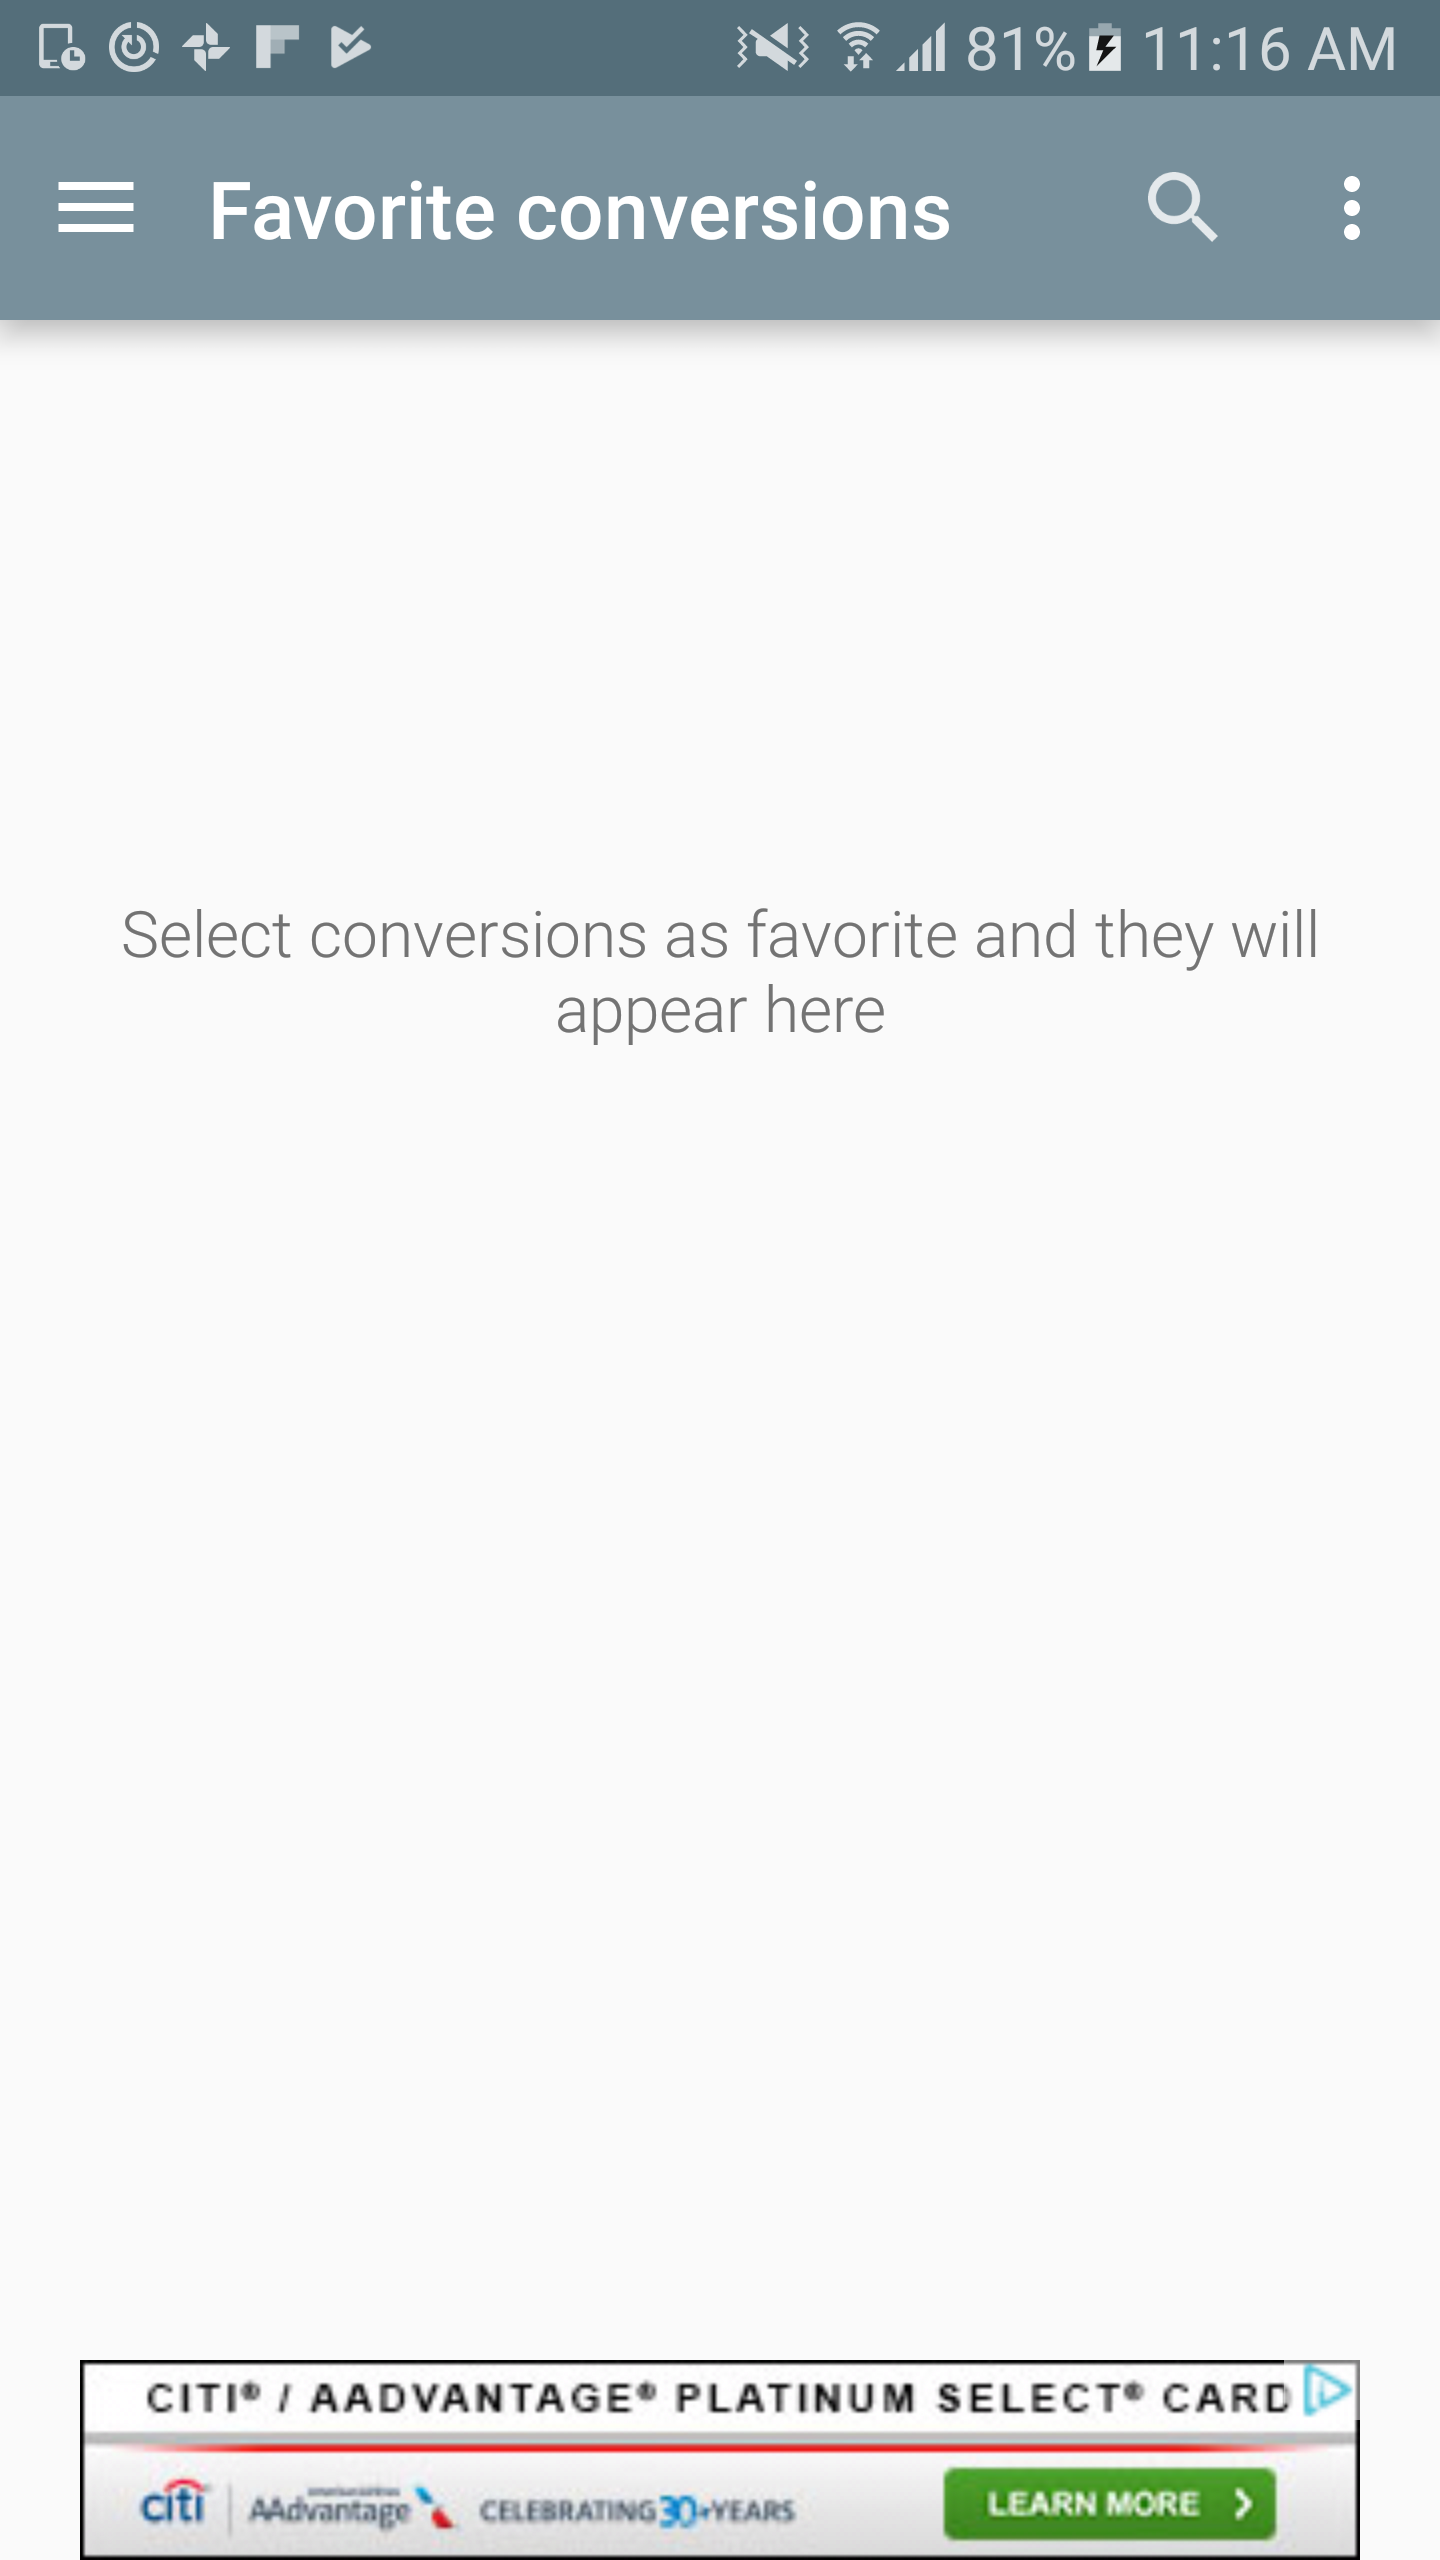 81% 11:16 AM
Favorite conversions
Select conversions as favorite and they will
appear here
CITI® / AADVANTAGE® PLATINUM SELECT® CARD
citi AAdvantage CELEBRATING 30+YEARS LEARN MORE